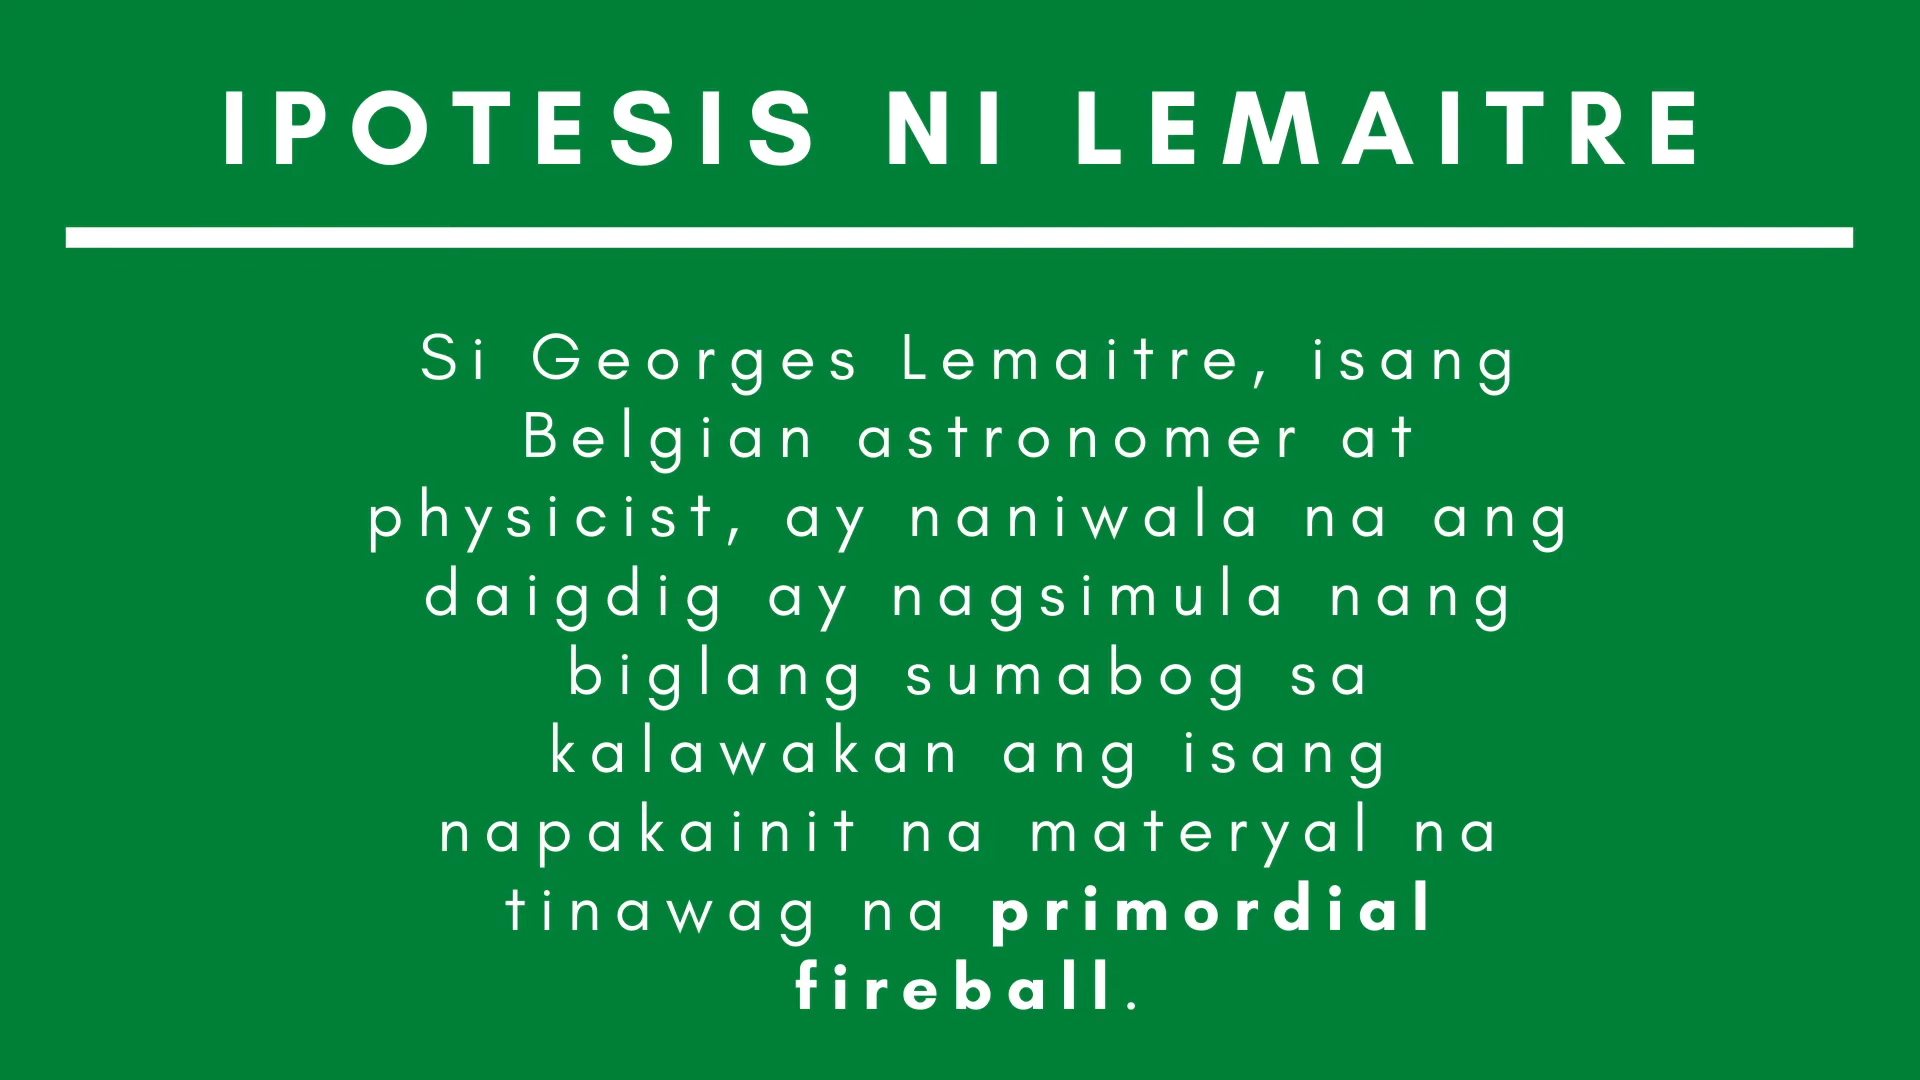 IPOTESIS NI LEMAITRE
Si Georges Lemaitre, isang
Belgian astronomer at
physicist, ay naniwala na ang
daigdig ay nagsimula nang
biglang sumabog sa
kalawakan ang isang
napakainit na materyal na
tinawag na primordial
fireball.